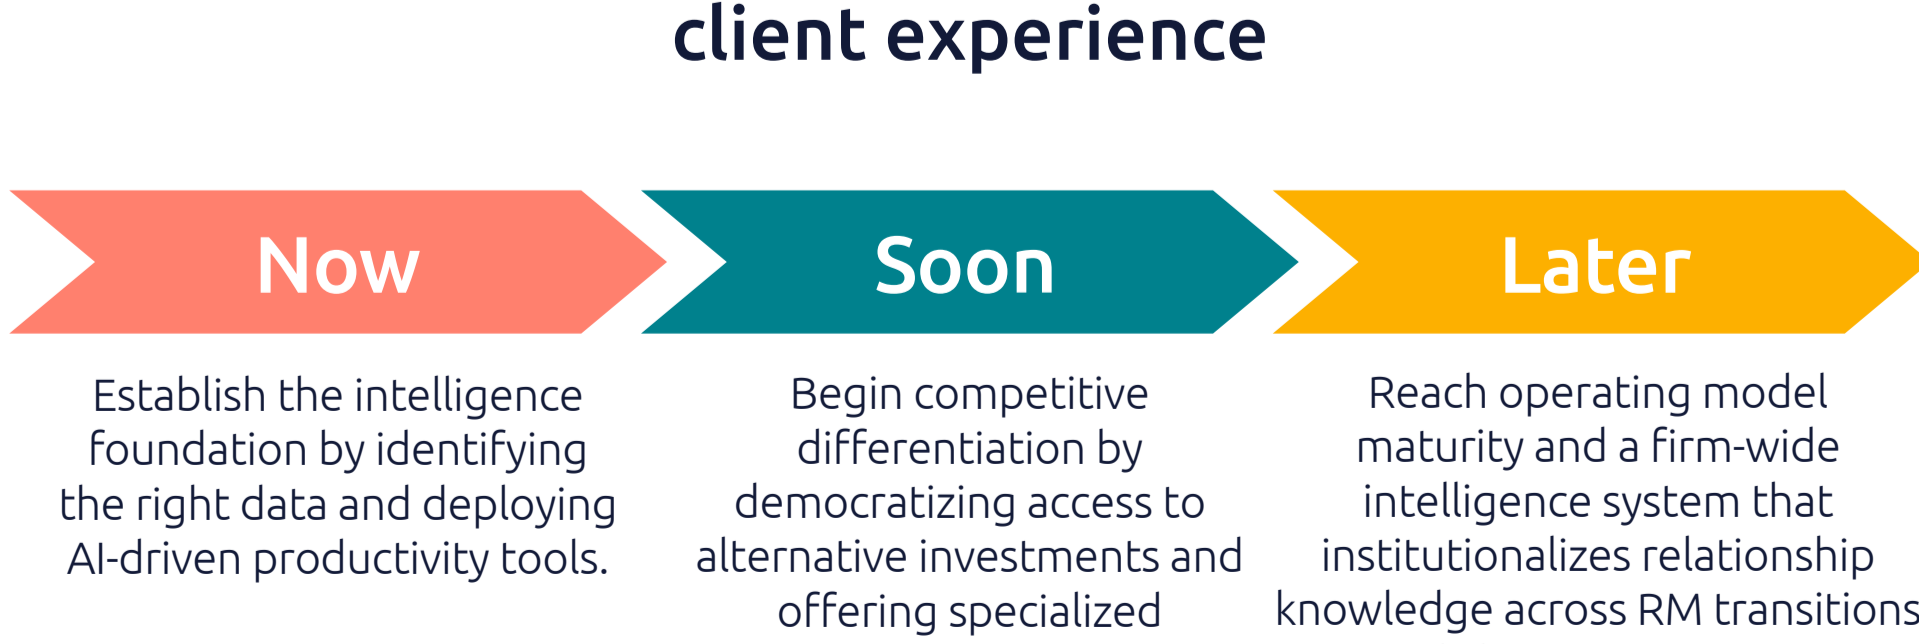 client experience
Now
Soon
Later
Establish the intelligence
foundation by identifying
the right data and deploying
AI-driven productivity tools.
Begin competitive
differentiation by
democratizing access to
alternative investments and
offering specialized
Reach operating model
maturity and a firm-wide
intelligence system that
institutionalizes relationship
knowledge across RM transitions